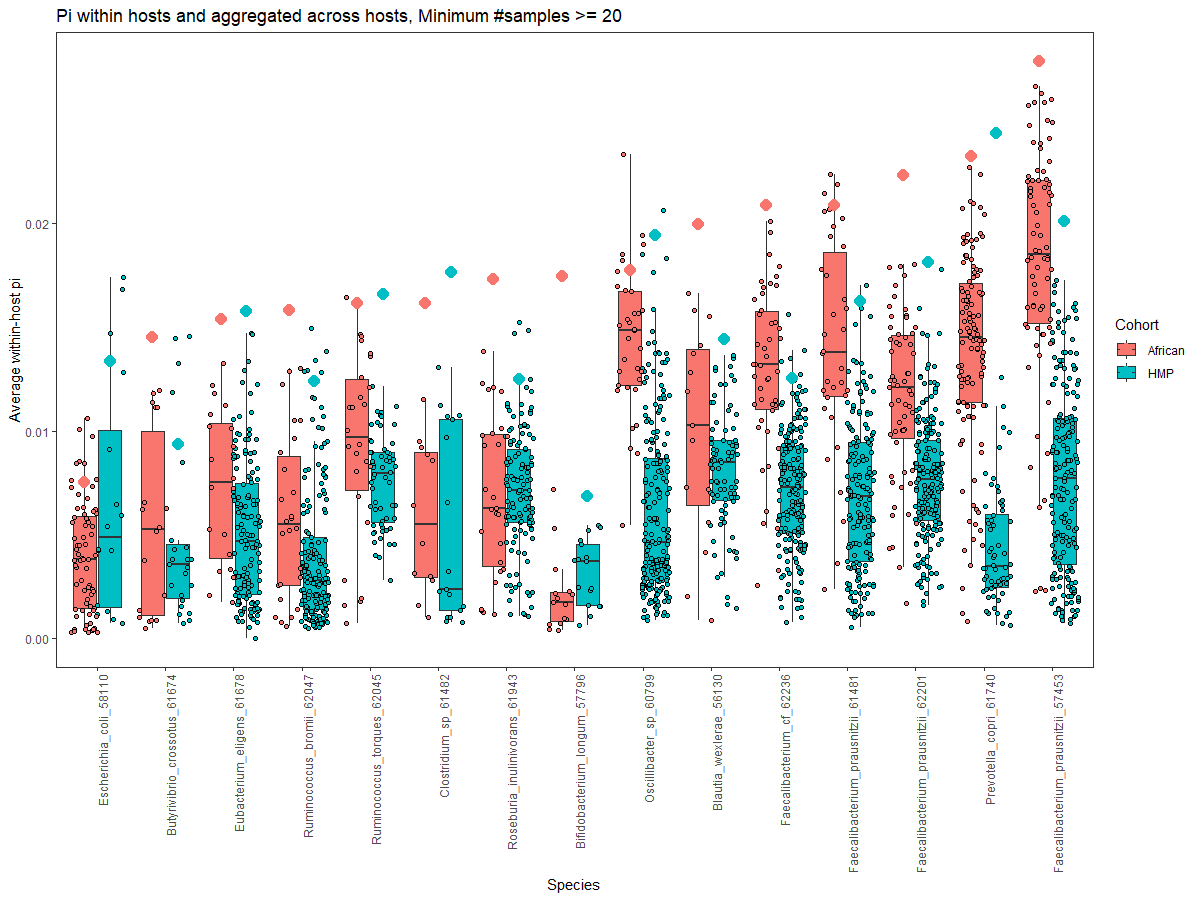 Pi within hosts and aggregated across hosts, Minimum #samples >= 20
Average within-host pi
0.02
0.01
0.00
Escherichia_coli_58110
Butyrivibrio_crossotus_61674
Eubacterium_eligens_61678
Ruminococcus_bromii_62047
Ruminococcus_torques_62045
Clostridium_sp_61482
Roseburia_inulinivorans_61943
Bifidobacterium_longum_57796
Oscillibacter_sp_60799
Blautia_wexlerae_56130
Faecalibacterium_cf_62236
Faecalibacterium_prausnitzii_61481
Faecalibacterium_prausnitzii_62201
Prevotella_copri_61740
Faecalibacterium_prausnitzii_57453
Species
Cohort
African
HMP